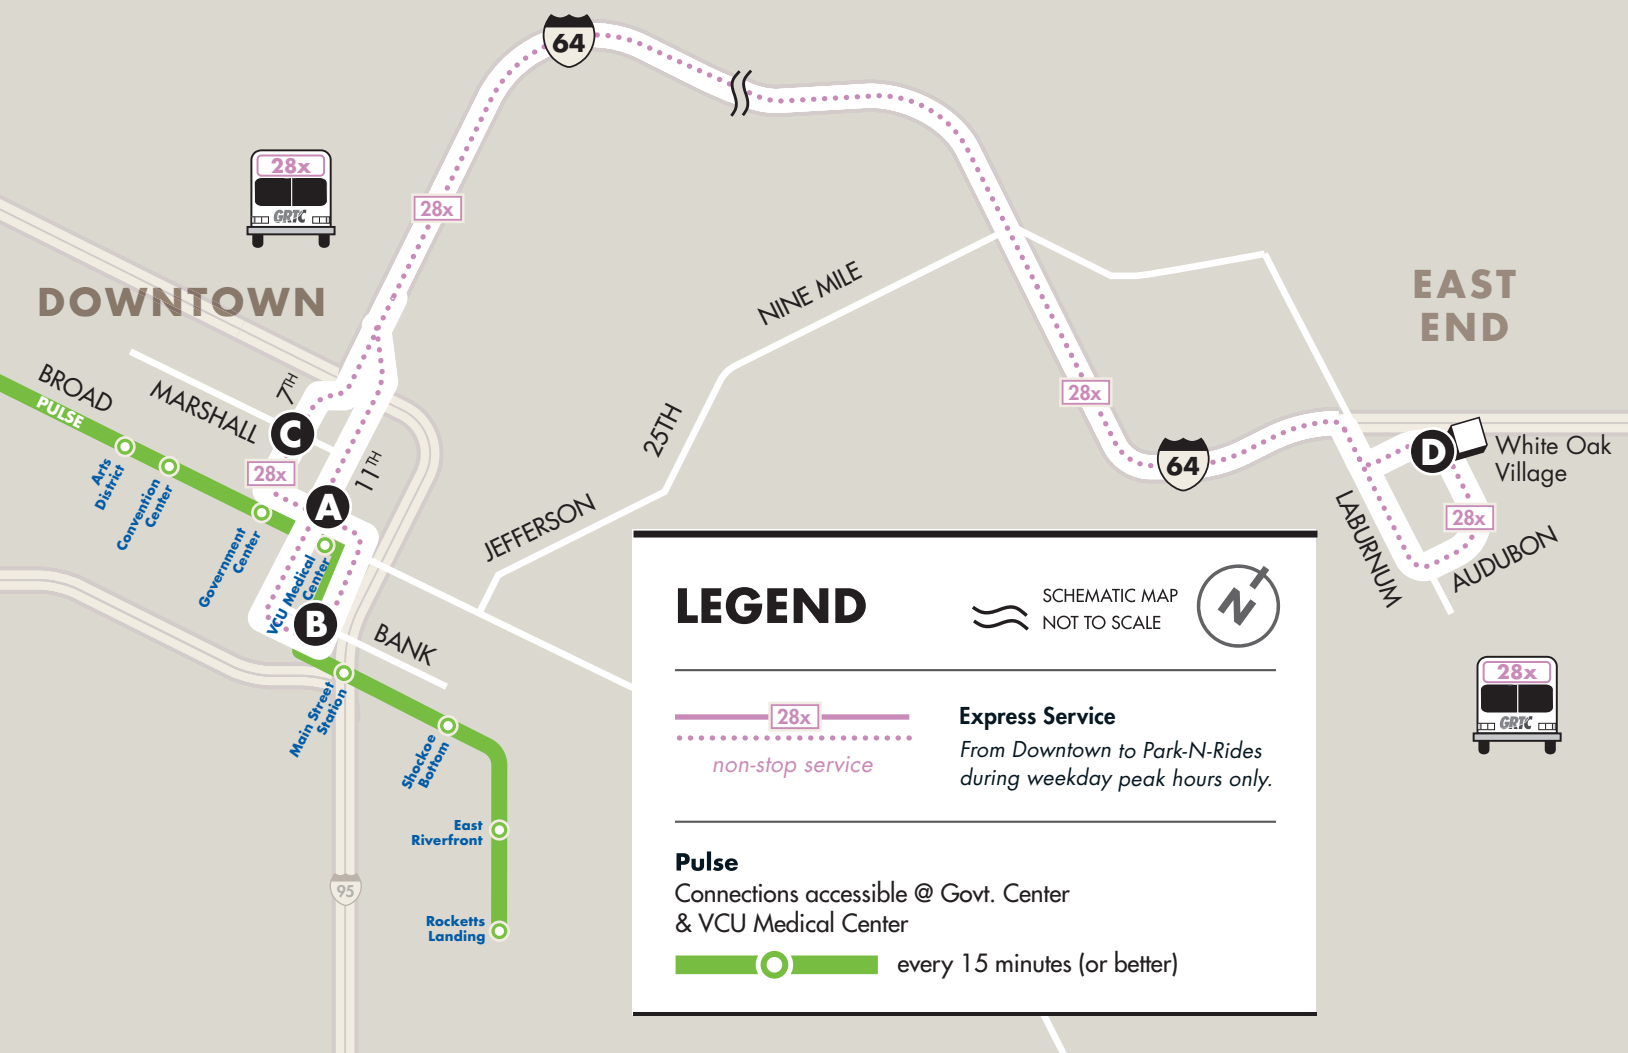 64
28x
GRTC
28x
DOWNTOWN
EAST
END
NINE MILE
BROAD
PULSE
MARSHALL
7TH
C
28x
11TH
A
25TH
JEFFERSON
28x
64
D
White Oak
Village
28x
LABURNUM
AUDUBON
Arts
District
Convention
Center
Government
Center
VCU Medical
Center
B
BANK
Main Street
Station
Shockoe
Bottom
East
Riverfront
95
Rocketts
Landing
28x
GRTC
LEGEND
SCHEMATIC MAP
NOT TO SCALE
N
28x
non-stop service
Express Service
From Downtown to Park-N-Rides
during weekday peak hours only.
Pulse
Connections accessible @ Govt. Center
& VCU Medical Center
every 15 minutes (or better)